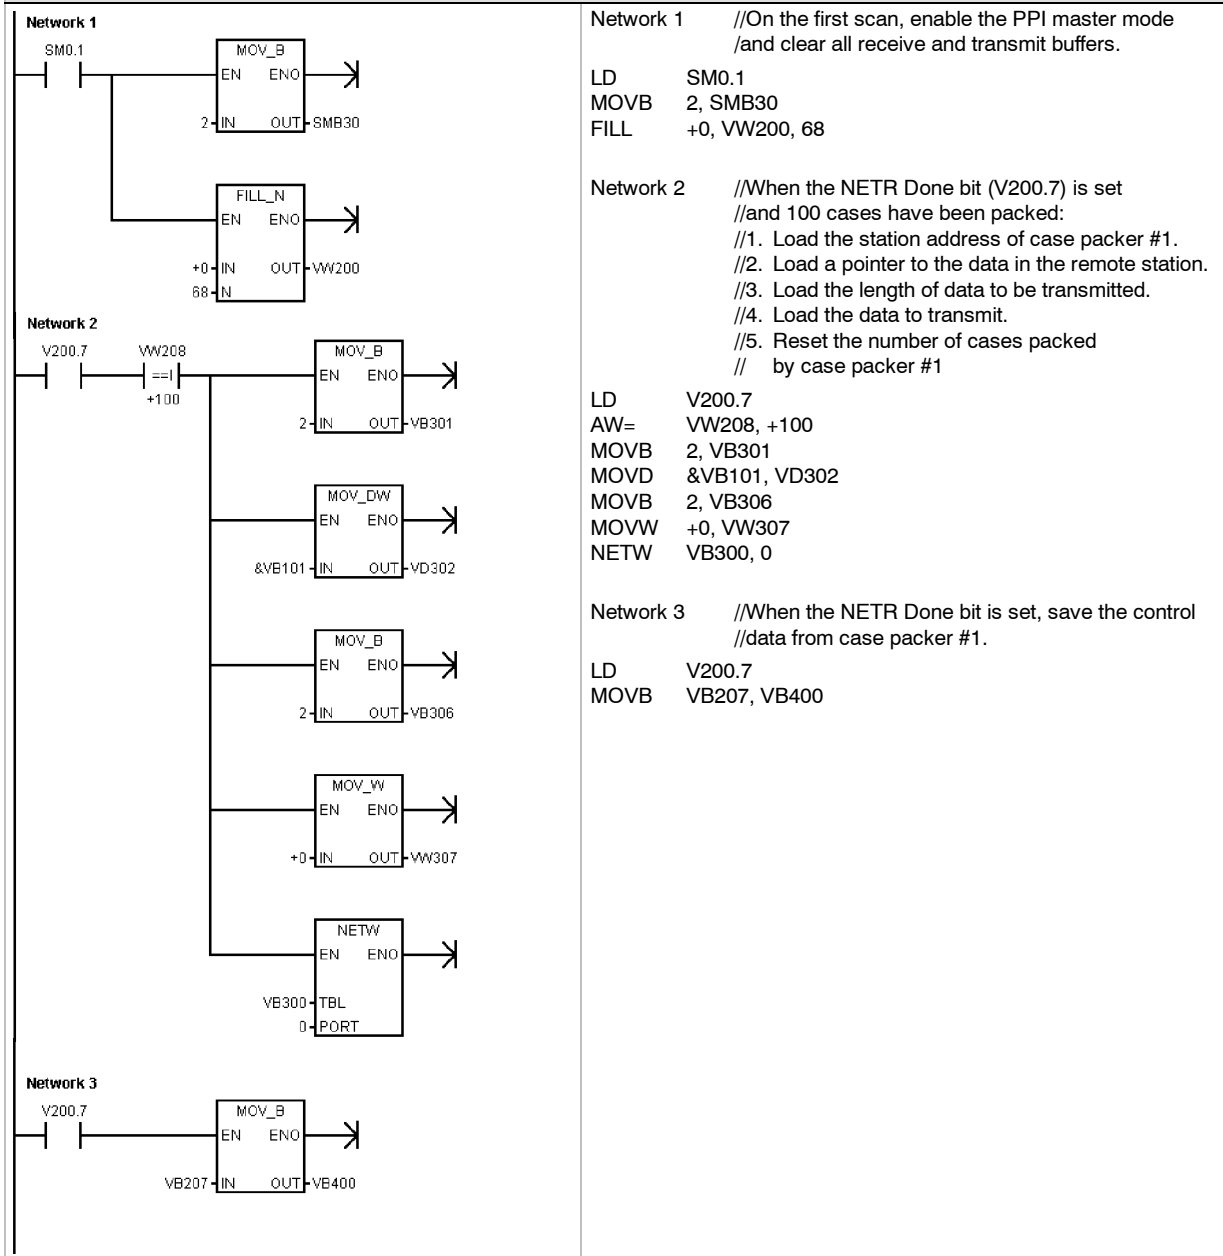 Network 1
SM0.1
MOV_B
EN ENO
2 IN OUT SMB30
FILL_N
EN ENO
+0 IN OUT VW200
68 N
Network 2
V200.7 VW208
==I
+100
MOV_B
EN ENO
2 IN OUT VB301
MOV_DW
EN ENO
&VB101 IN OUT VD302
MOV_B
EN ENO
2 IN OUT VB306
MOV_W
EN ENO
+0 IN OUT VW307
NETW
EN ENO
VB300 TBL
0 PORT
Network 3
V200.7
MOV_B
EN ENO
VB207 IN OUT VB400
Network 1 //On the first scan, enable the PPI master mode
/and clear all receive and transmit buffers.
LD SM0.1
MOVB 2, SMB30
FILL +0, VW200, 68
Network 2 //When the NETR Done bit (V200.7) is set
//and 100 cases have been packed:
//1. Load the station address of case packer #1.
//2. Load a pointer to the data in the remote station.
//3. Load the length of data to be transmitted.
//4. Load the data to transmit.
//5. Reset the number of cases packed
// by case packer #1
LD V200.7
AW= VW208, +100
MOVB 2, VB301
MOVD &VB101, VD302
MOVB 2, VB306
MOVW +0, VW307
NETW VB300, 0
Network 3 //When the NETR Done bit is set, save the control
//data from case packer #1.
LD V200.7
MOVB VB207, VB400